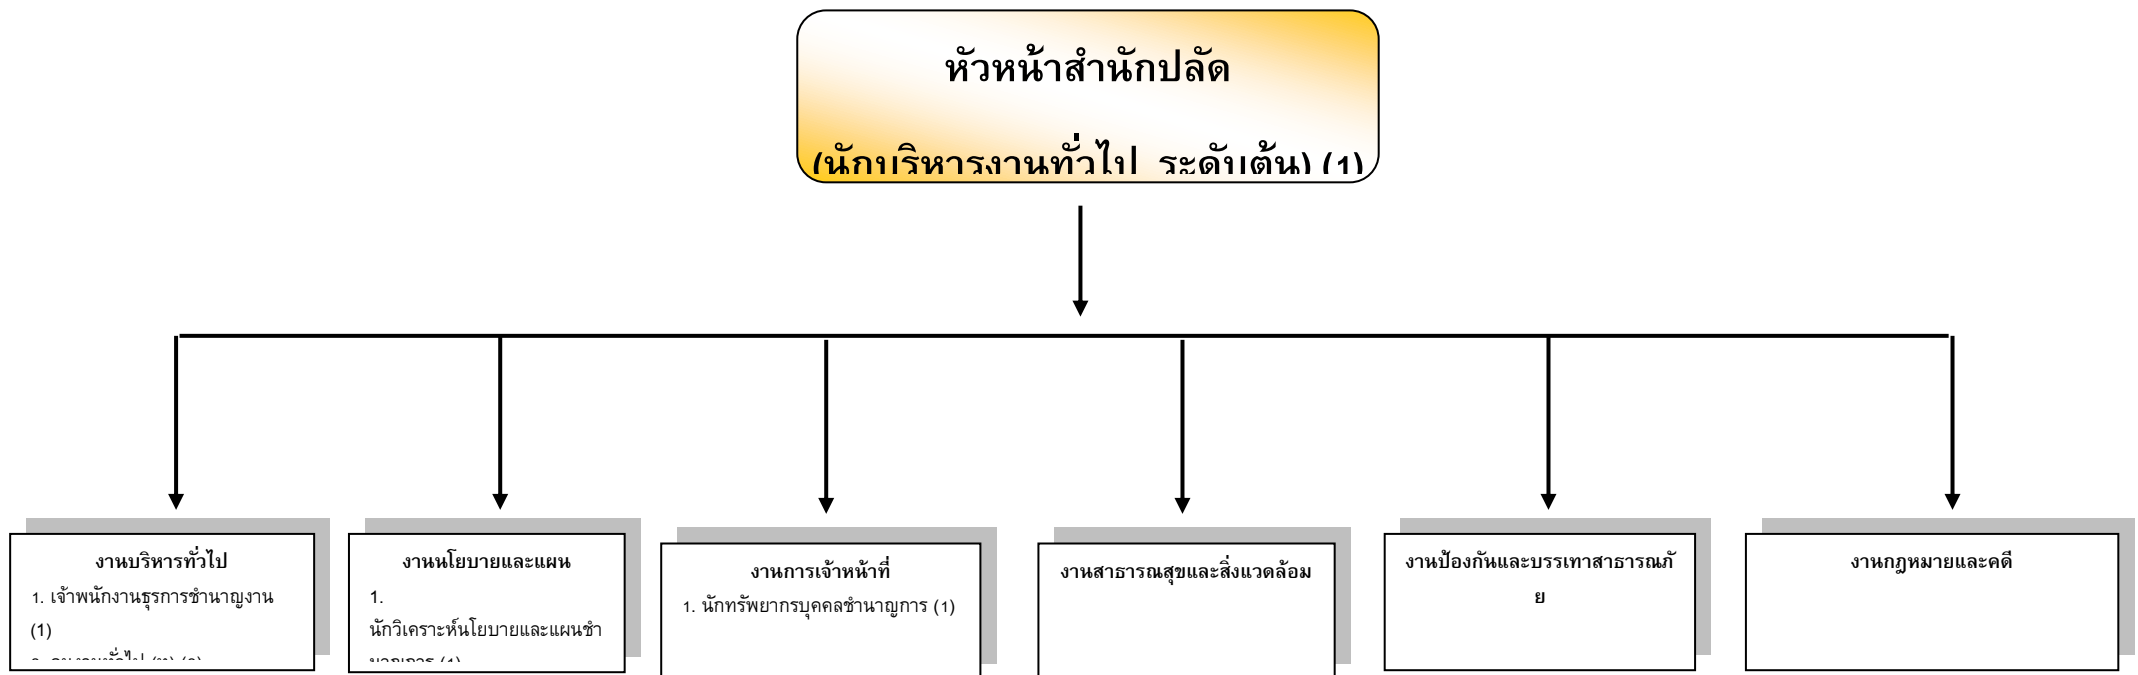 หัวหน้าสำนักปลัด
(นักบริหารงานทั่วไป ระดับต้น) (1)
งานบริหารทั่วไป
1. เจ้าพนักงานธุรการชำนาญงาน
(1)
งานนโยบายและแผน
1.
นักวิเคราะห์นโยบายและแผนชำ
นาญการ (1)
งานการเจ้าหน้าที่
1. นักทรัพยากรบุคคลชำนาญการ (1)
งานสาธารณสุขและสิ่งแวดล้อม
งานป้องกันและบรรเทาสาธารณภั
ย
งานกฎหมายและคดี